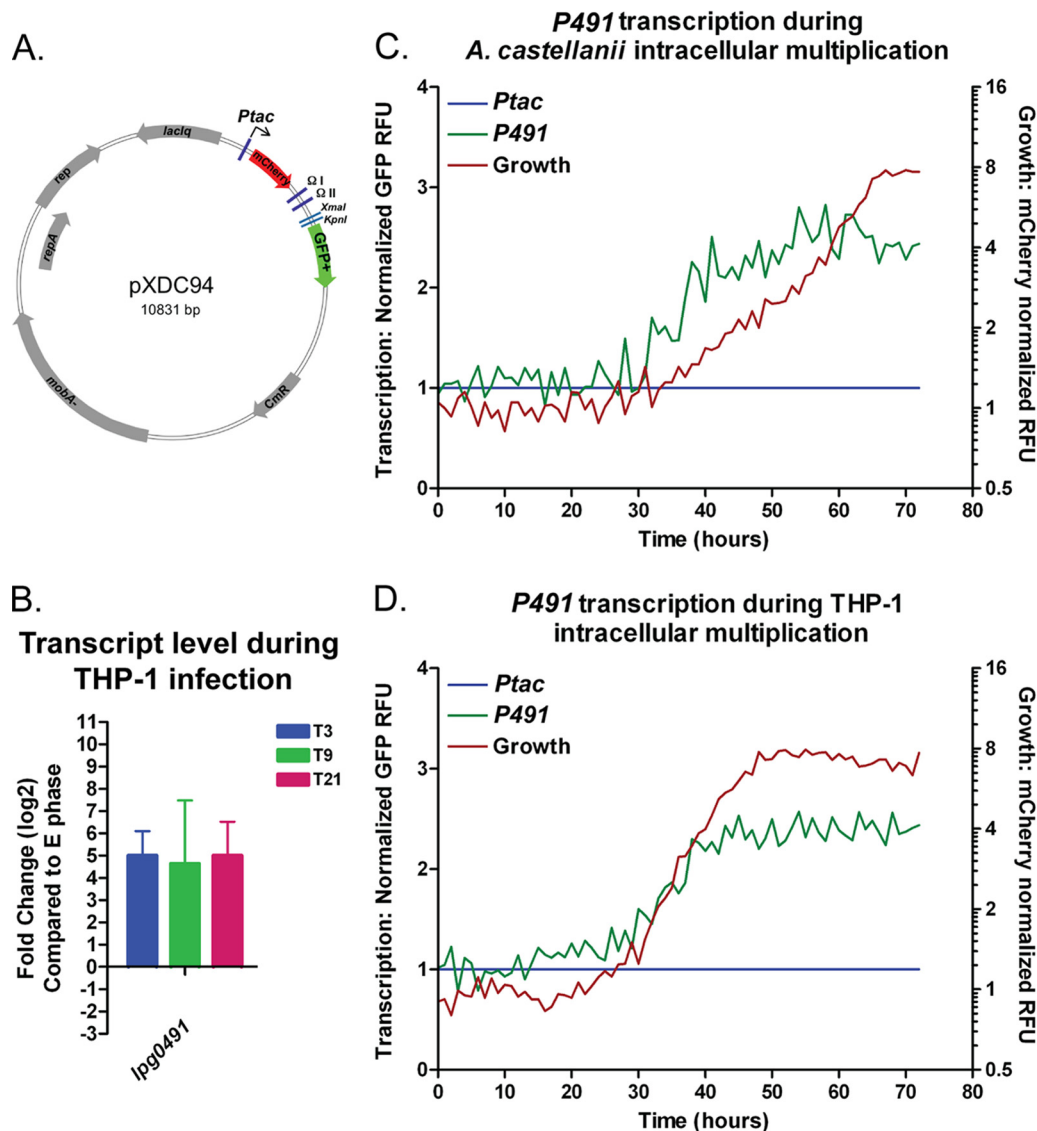 A.
Ptac
lacIq
mCherry
Ω I
Ω II
XmaI
KpnI
GFP+
rep
repA
pXDC94
10831 bp
mobA-
CmR
B.
Transcript level during
THP-1 infection
Fold Change (log2)
Compared to E phase
11
10
9
8
7
6
5
4
3
2
1
0
-1
-2
-3
T3
T9
T21
lpg0491
C.
P491 transcription during
A. castellanii intracellular multiplication
Transcription: Normalized GFP RFU
4
3
2
1
0
Ptac
P491
Growth
16
8
4
2
1
0.5
Growth: mCherry normalized RFU
0 10 20 30 40 50 60 70 80
Time (hours)
D.
P491 transcription during THP-1
intracellular multiplication
Transcription: Normalized GFP RFU
4
3
2
1
0
Ptac
P491
Growth
16
8
4
2
1
0.5
Growth: mCherry normalized RFU
0 10 20 30 40 50 60 70 80
Time (hours)